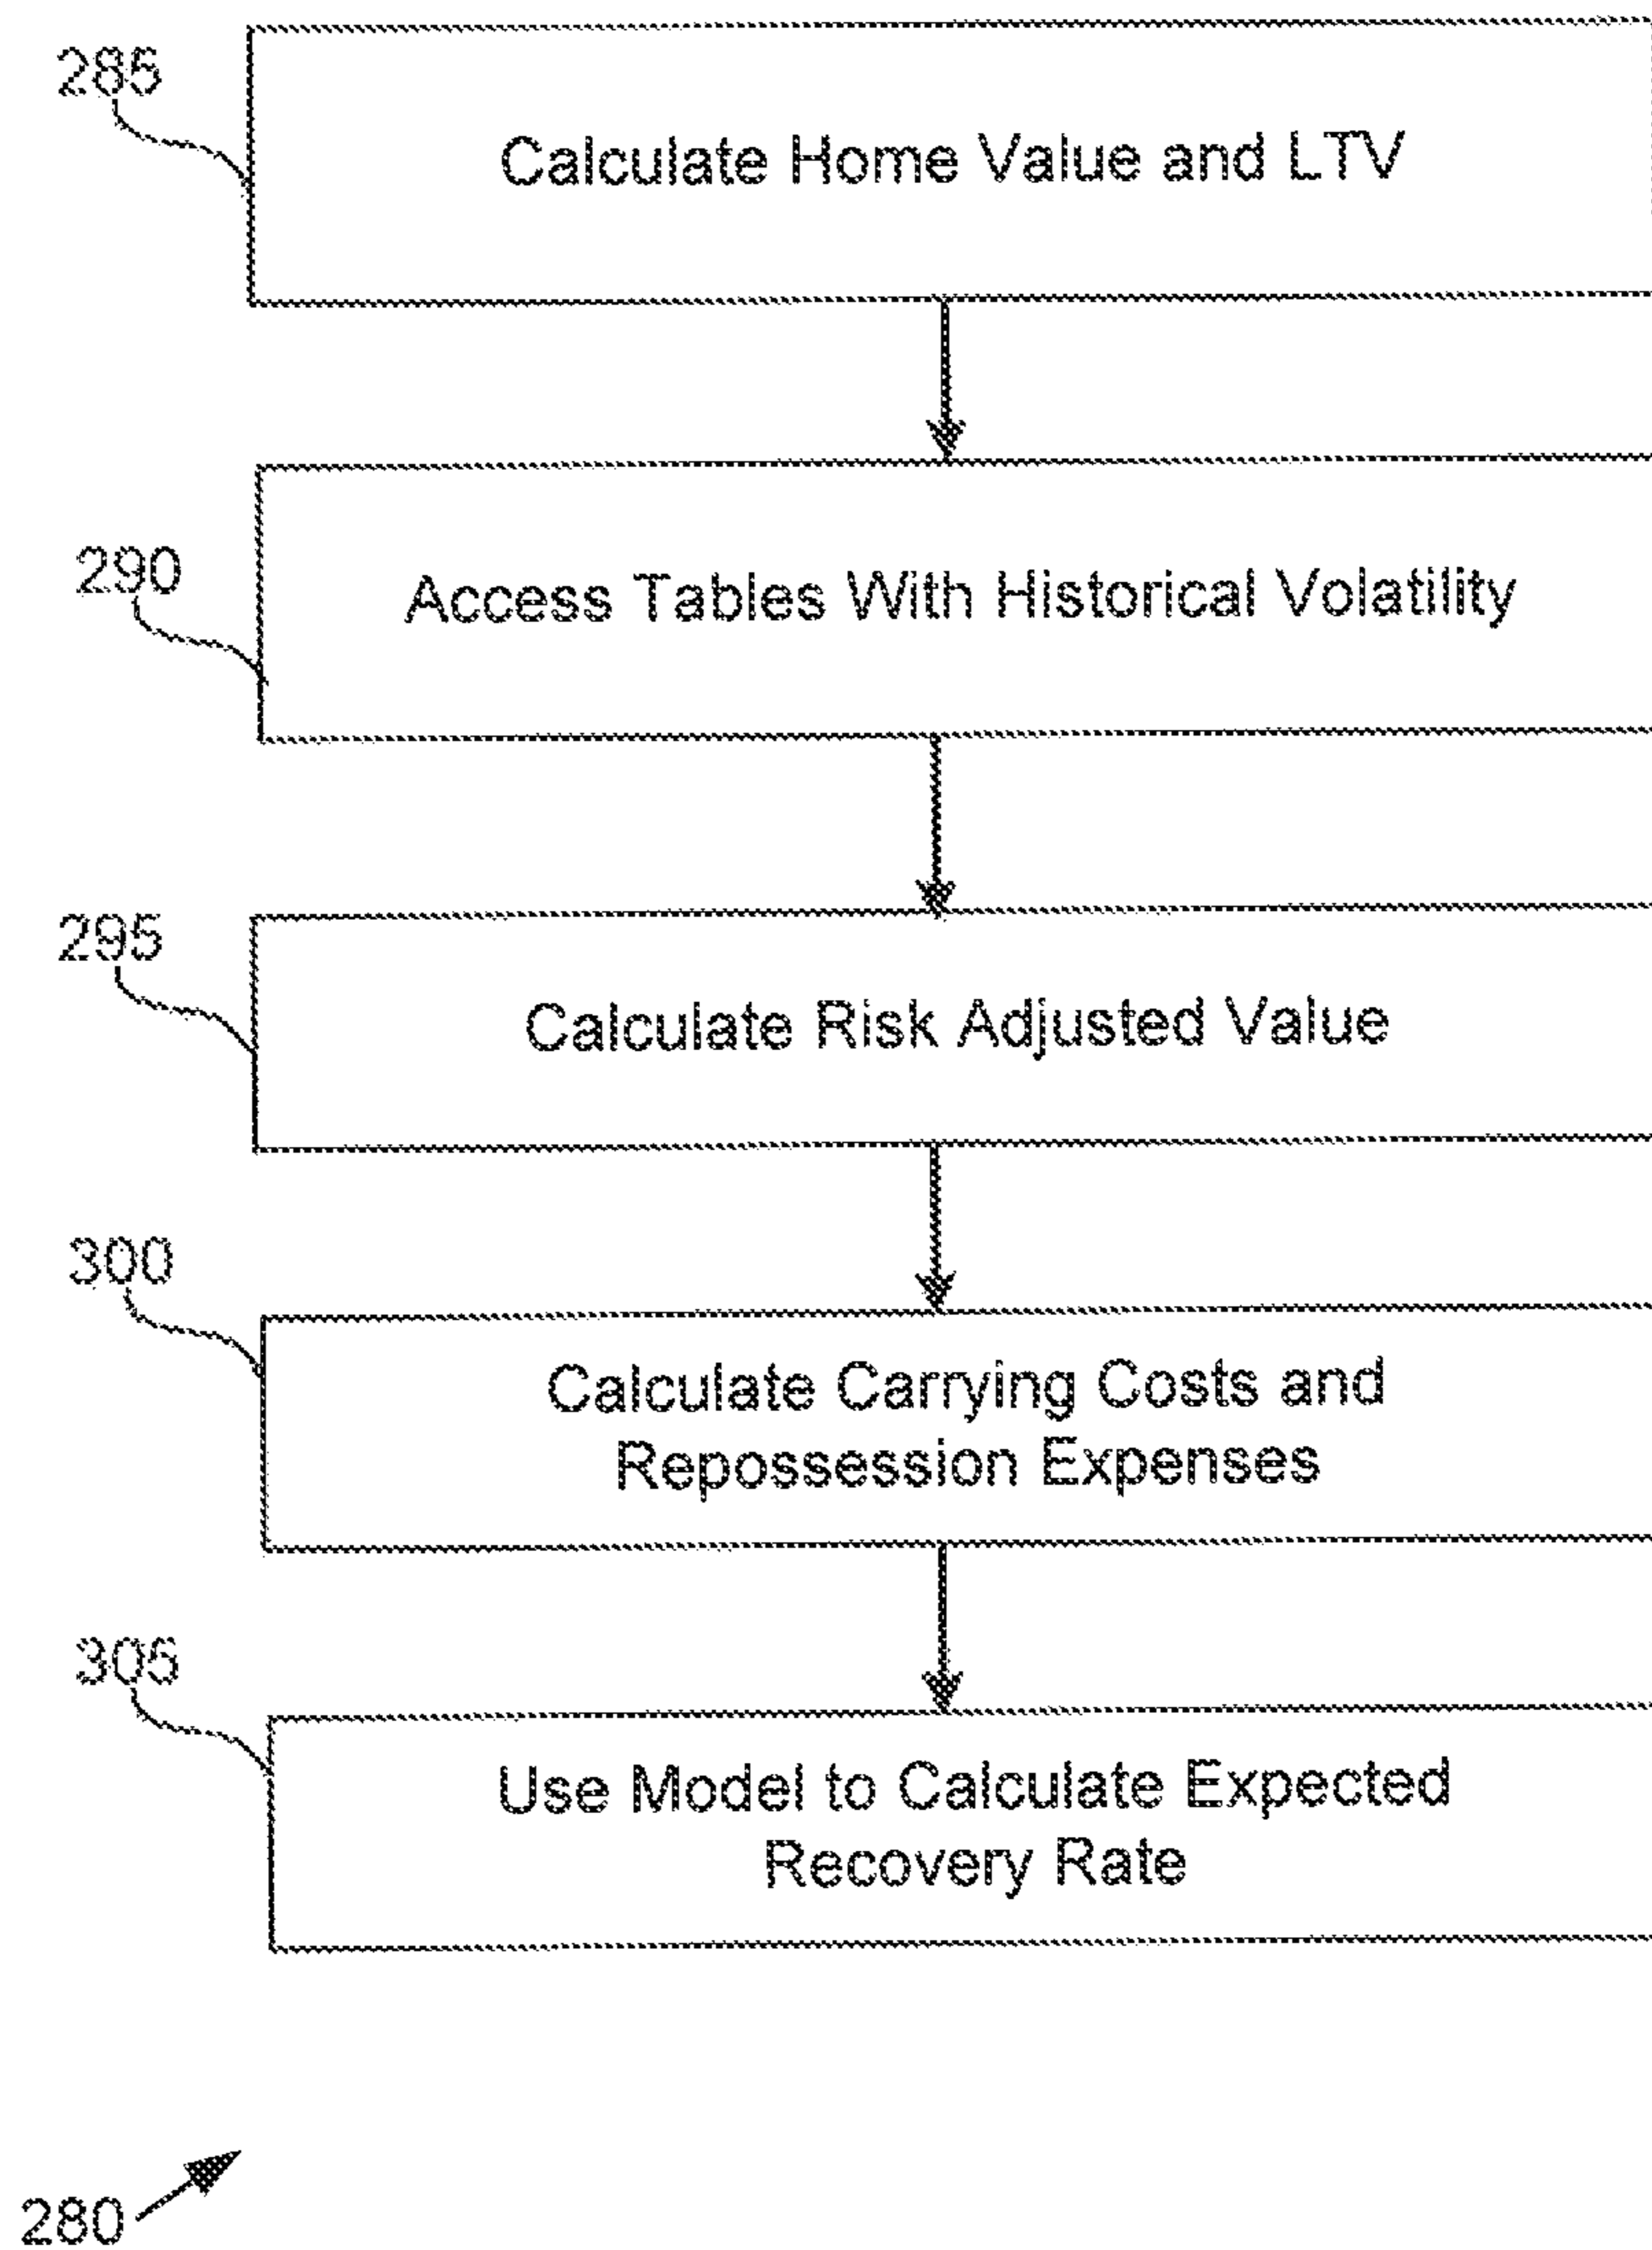 285
Calculate Home Value and LTV
290
Access Tables With Historical Volatility
295
Calculate Risk Adjusted Value
300
Calculate Carrying Costs and
Repossession Expenses
305
Use Model to Calculate Expected
Recovery Rate
280